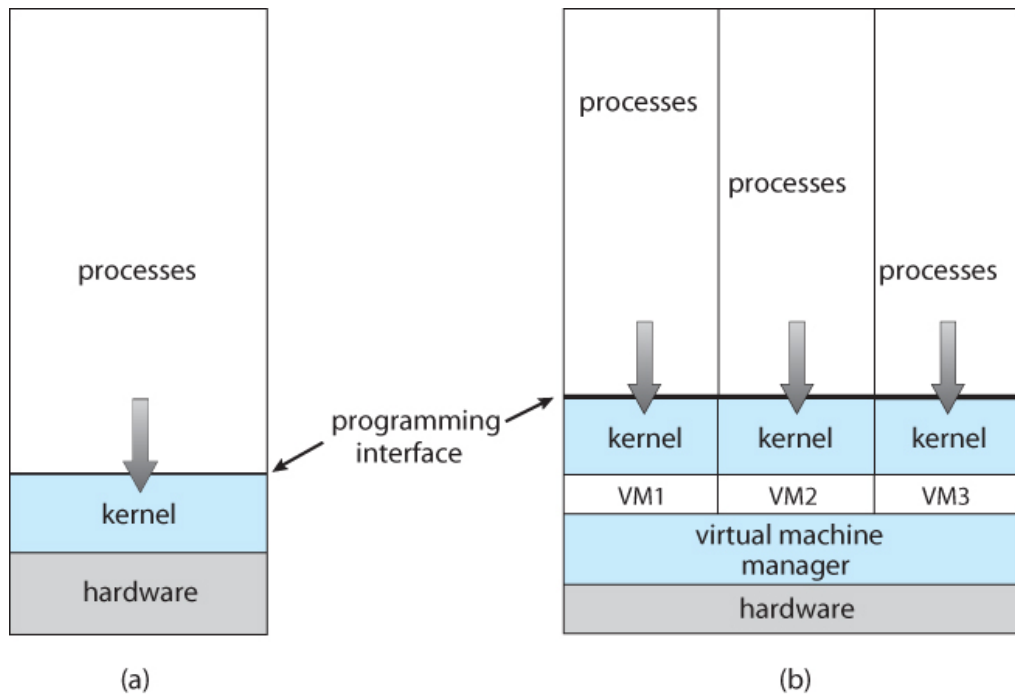 processes
programming
interface
kernel
hardware
(a)
processes
processes
processes
kernel
kernel
kernel
VM1
VM2
VM3
virtual machine
manager
hardware
(b)